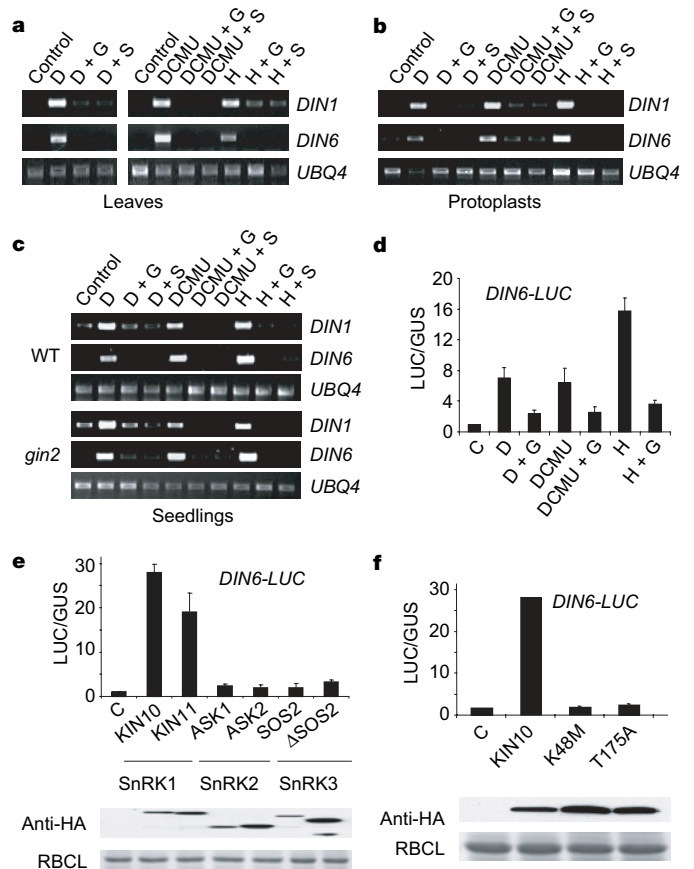 a
Control
D
D + G
D + S
Control
DCMU
DCMU + G
DCMU + S
H
H + G
H + S
DIN1
DIN6
UBQ4
Leaves
b
Control
D
D + G
D + S
DCMU
DCMU + G
DCMU + S
H
H + G
H + S
DIN1
DIN6
UBQ4
Protoplasts
c
Control
D
D + G
D + S
DCMU
DCMU + G
DCMU + S
H
H + G
H + S
WT
DIN1
DIN6
UBQ4
gin2
DIN1
DIN6
UBQ4
Seedlings
d
DIN6-LUC
LUC/GUS
20
16
12
8
4
0
C
D
D + G
DCMU
DCMU + G
H
H + G
e
DIN6-LUC
LUC/GUS
30
20
10
0
C
KIN10
KIN11
ASK1
ASK2
SOS2
ΔSOS2
SnRK1
SnRK2
SnRK3
Anti-HA
RBCL
f
DIN6-LUC
LUC/GUS
30
20
10
0
C
KIN10
K48M
T175A
Anti-HA
RBCL